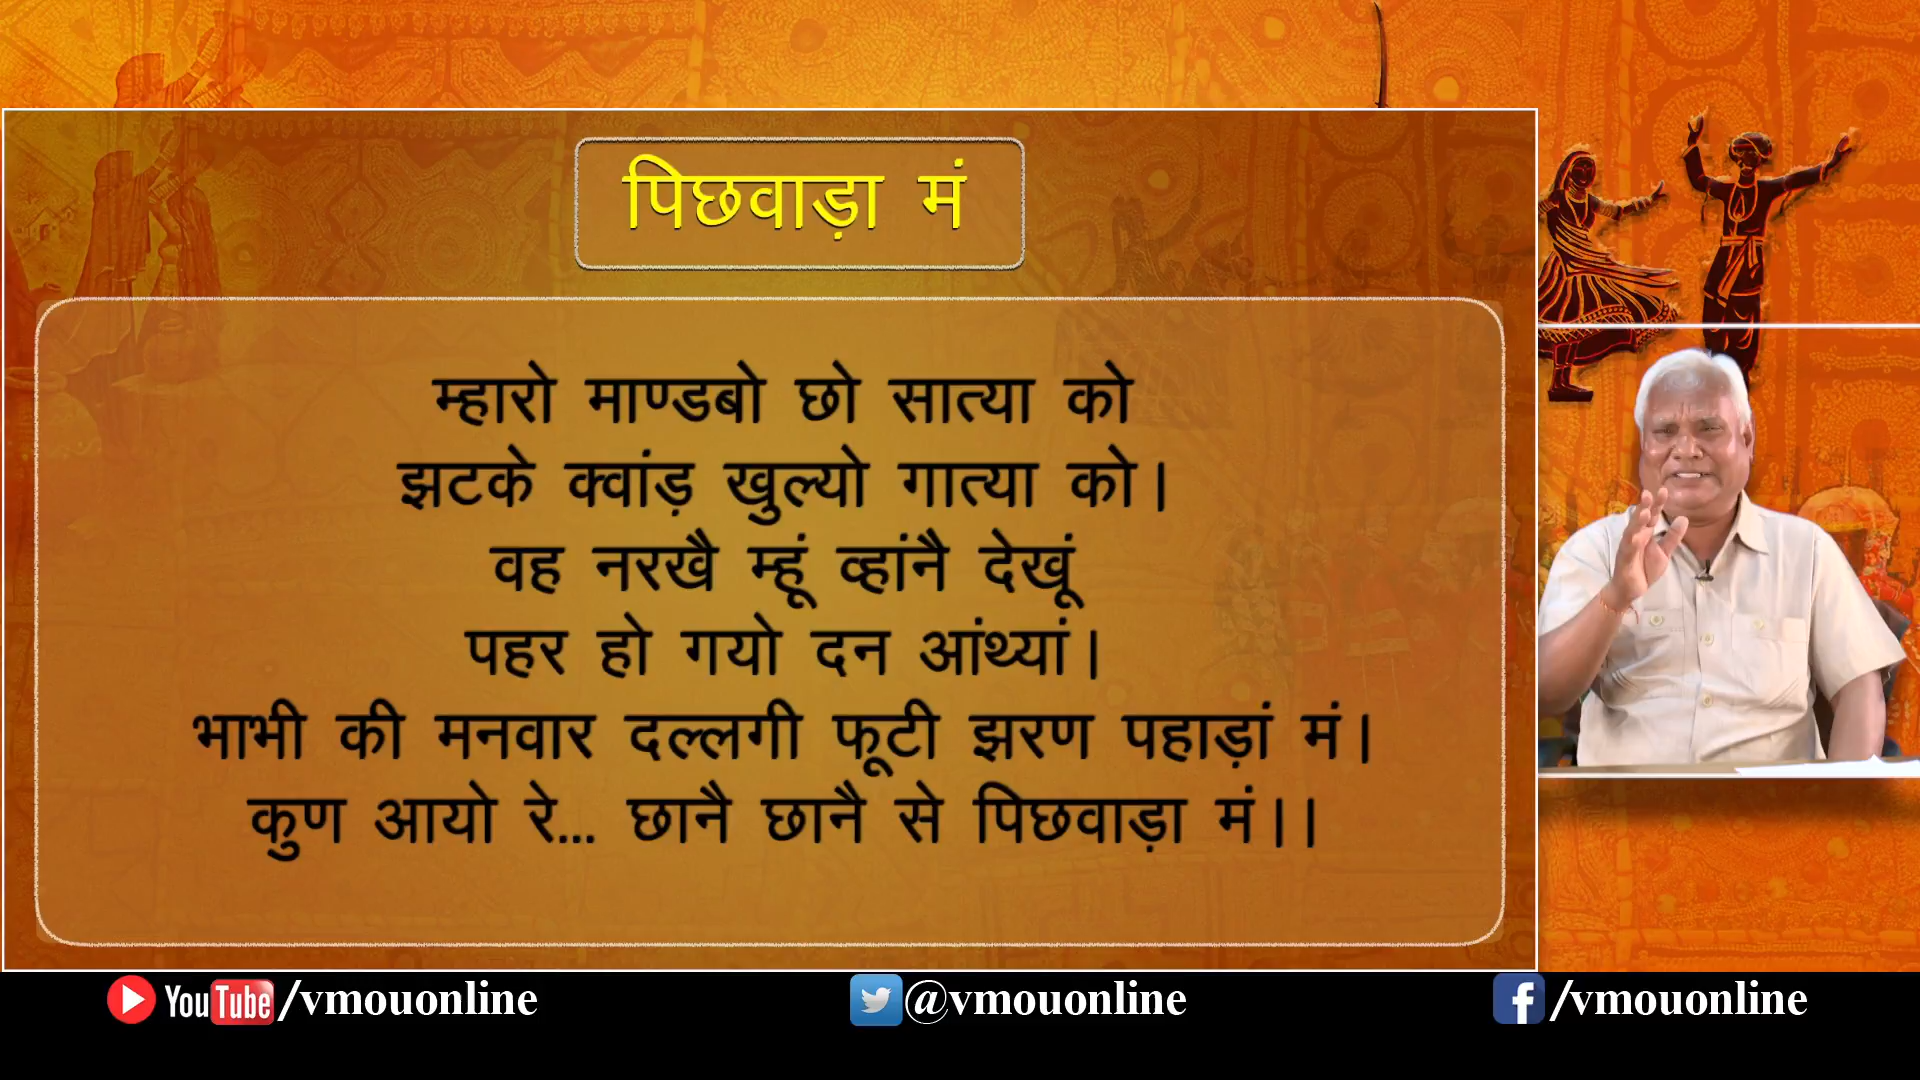 पिछवाड़ा मं
म्हारो माण्डबो छो सात्या को
झटके क्वांड़ खुल्यो गात्या को।
वह नरखै म्हूं व्हांनै देखूं
पहर हो गयो दन आंथ्यां।
भाभी की मनवार दल्लगी फूटी झरण पहाड़ां मं।
कुण आयो रे... छानै छानै से पिछवाड़ा मं।।
YouTube/vmouonline
@vmouonline
f/vmouonline